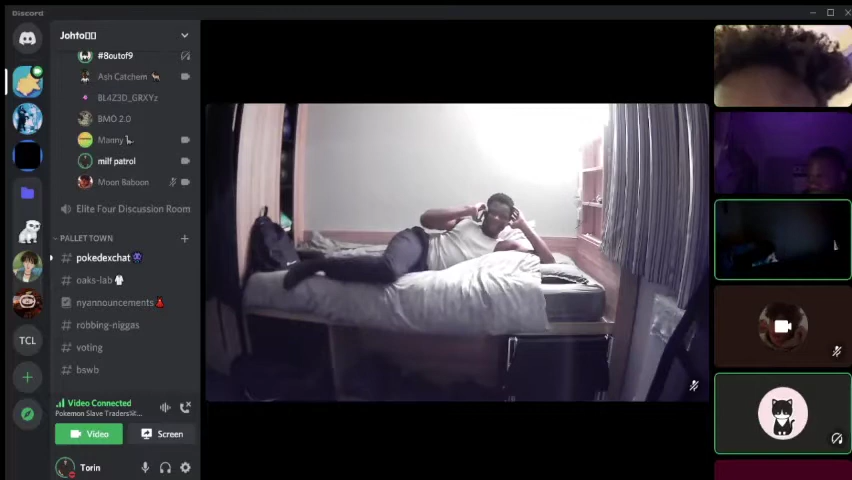 Discord
Johto
#8outof9
Ash Catchem
BL4Z3D_GRXYz
BMO 2.0
Manny
milf patrol
Moon Baboon
Elite Four Discussion Room
PALLET TOWN
# pokedexchat
# oaks-lab
nyannouncements
# robbing-niggas
# voting
# bswb
TCL
Video Connected
Pokemon Slave Traders
Video
Screen
Torin